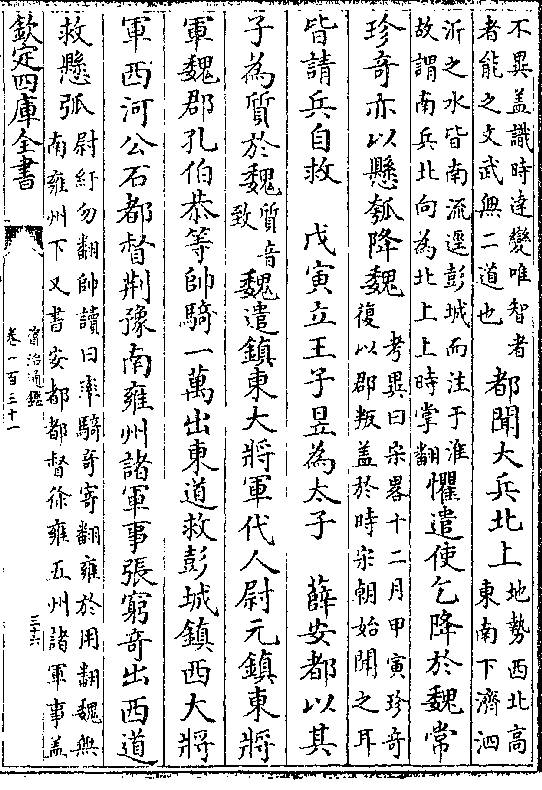 不異盖識時達變唯智者
者能之文武無二道也
都聞大兵北上
地勢西北高
東南下濟泗
沂之水皆南流逕彭城而注于淮
故謂南兵北向為北上上時掌翻
懼遣使乞降於魏常
珍竒亦以懸瓠降魏
考異曰宋畧十二月甲寅珍竒
復以郡叛盖於時宋朝始聞之耳
皆請兵自救　戊寅立王子昱為太子　薛安都以其
子為質於魏
質音
致
魏遣鎮東大將軍代人尉元鎮東將
軍魏郡孔伯恭等帥騎一萬出東道救彭城鎮西大將
軍西河公石都督荆豫南雍州諸軍事張窮竒出西道
救懸弧
尉紆勿翻帥讀曰率騎竒寄翻雍於用翻魏無
南雍州下又書安都都督徐雍五州諸軍事盖
欽定四庫全書
資治通鑑
卷一百三十一
三十六